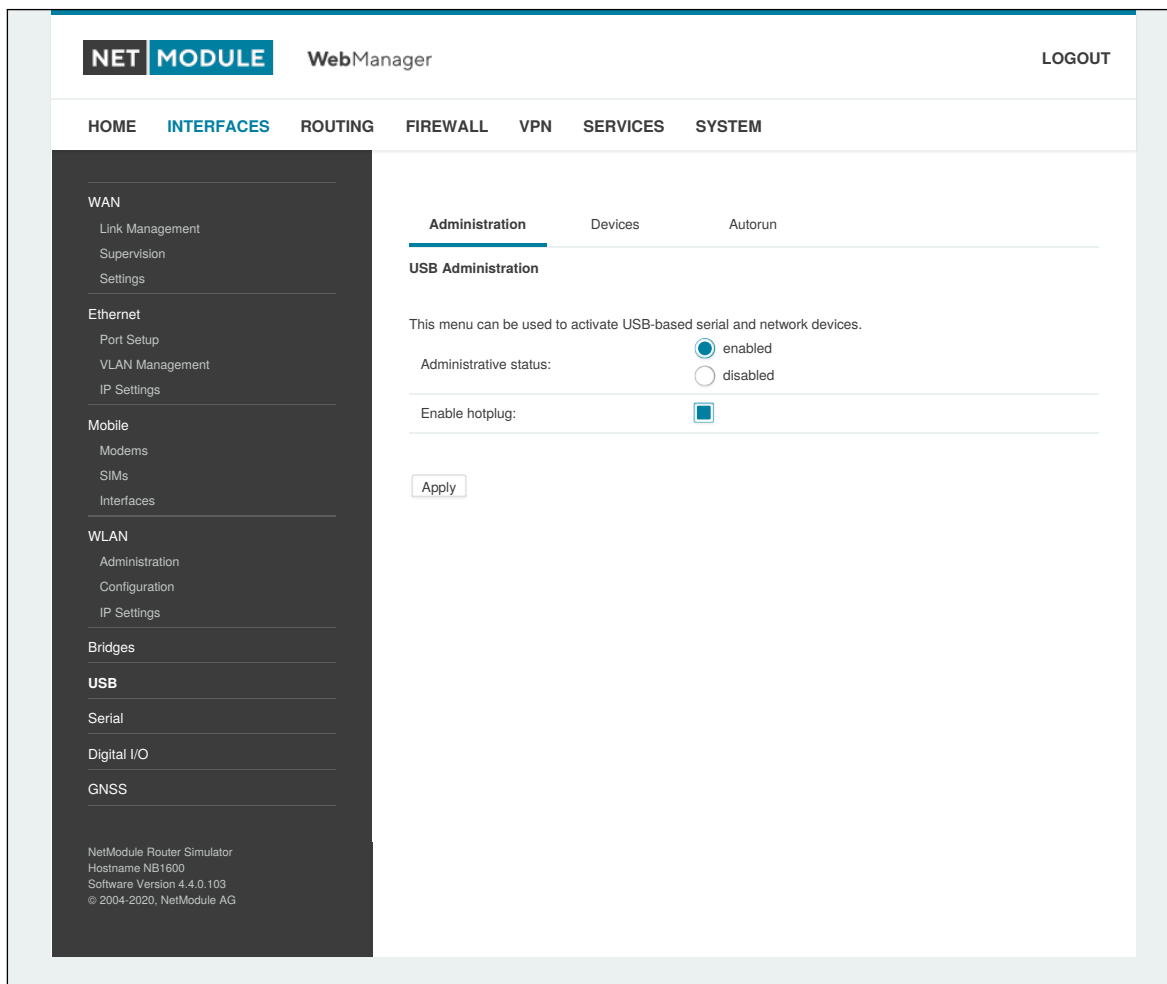 NET MODULE WebManager LOGOUT
HOME INTERFACES ROUTING FIREWALL VPN SERVICES SYSTEM
WAN
Link Management
Supervision
Settings
Ethernet
Port Setup
VLAN Management
IP Settings
Mobile
Modems
SIMs
Interfaces
WLAN
Administration
Configuration
IP Settings
Bridges
USB
Serial
Digital I/O
GNSS
NetModule Router Simulator
Hostname NB1600
Software Version 4.4.0.103
© 2004-2020, NetModule AG
Administration Devices Autorun
USB Administration
This menu can be used to activate USB-based serial and network devices.
Administrative status:
enabled
disabled
Enable hotplug:
Apply